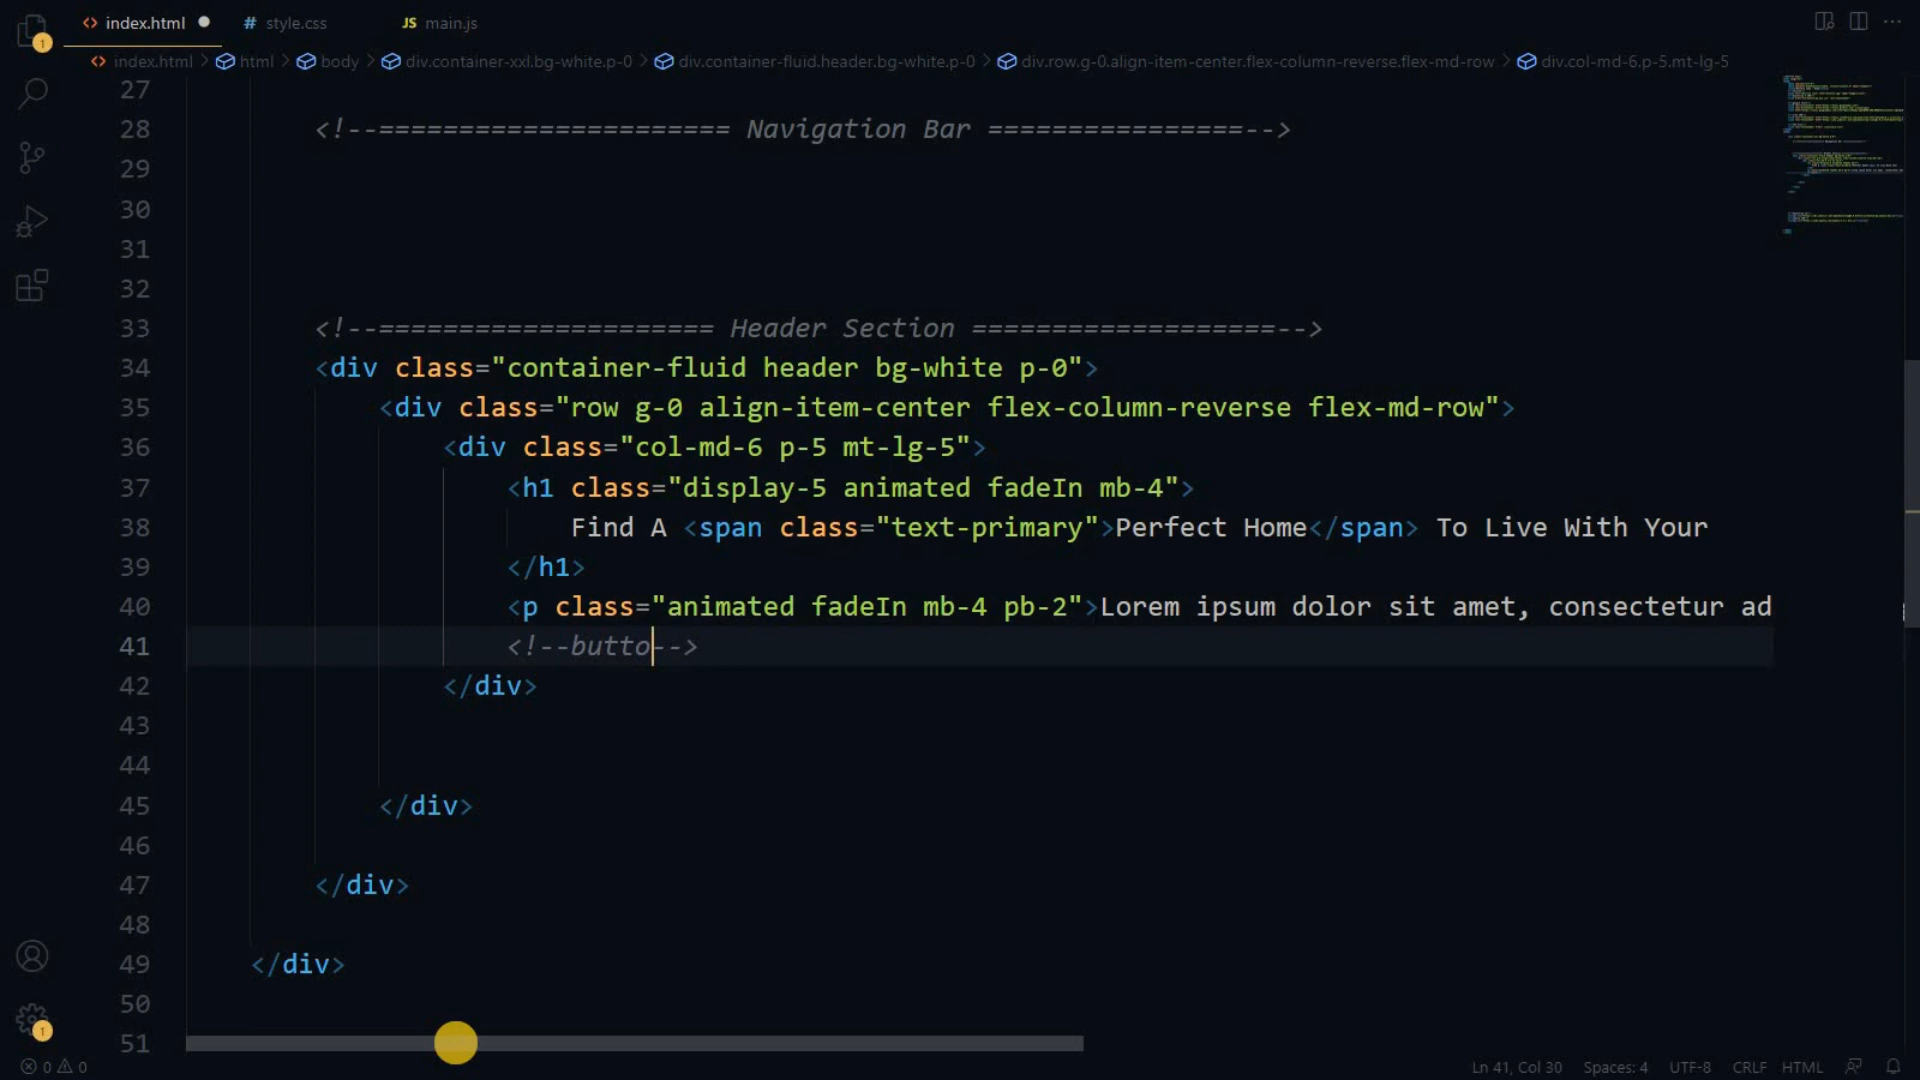 index.html
style.css
JS main.js
index.html > html > body > div.container-xxl.bg-white.p-0 > div.container-fluid.header.bg-white.p-0 > div.row.g-0.align-item-center.flex-column-reverse.flex-md-row > div.col-md-6.p-5.mt-lg-5
27
28 <!--====================== Navigation Bar ================-->
29
30
31
32
33 <!--===================== Header Section ===================-->
34 <div class="container-fluid header bg-white p-0">
35 <div class="row g-0 align-item-center flex-column-reverse flex-md-row">
36 <div class="col-md-6 p-5 mt-lg-5">
37 <h1 class="display-5 animated fadeIn mb-4">
38 Find A <span class="text-primary">Perfect Home</span> To Live With Your
39 </h1>
40 <p class="animated fadeIn mb-4 pb-2">Lorem ipsum dolor sit amet, consectetur ad
41 <!--butto-->
42 </div>
43
44
45 </div>
46
47 </div>
48
49 </div>
50
51
1
1
0 0
Ln 41, Col 30 Spaces: 4 UTF-8 CRLF HTML